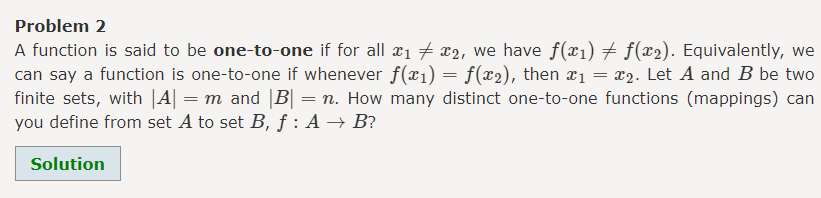 Problem 2
A function is said to be one-to-one if for all x₁ ≠ x₂, we have f(x₁) ≠ f(x₂). Equivalently, we
can say a function is one-to-one if whenever f(x₁) = f(x₂), then x₁ = x₂. Let A and B be two
finite sets, with |A| = m and |B| = n. How many distinct one-to-one functions (mappings) can
you define from set A to set B, f : A → B?
Solution